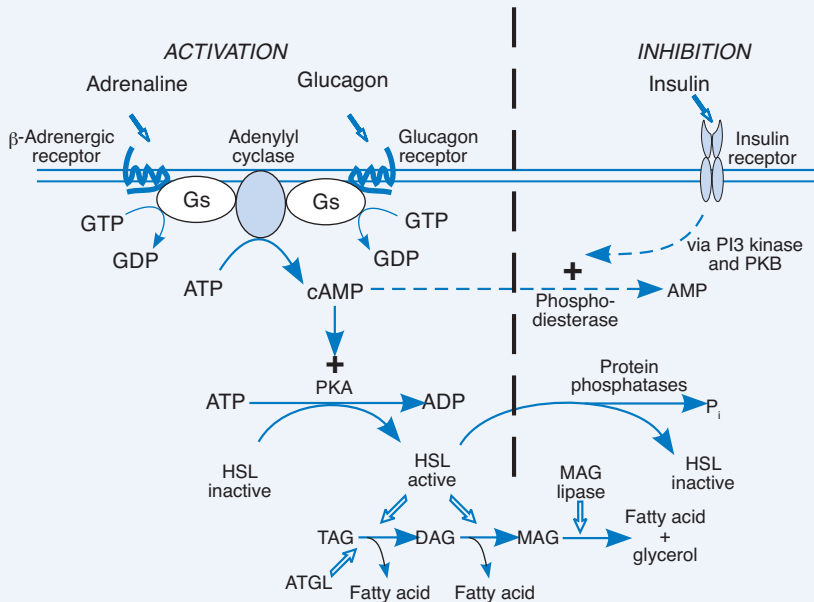 ACTIVATION
INHIBITION
Adrenaline
Glucagon
Insulin
β-Adrenergic
receptor
Adenylyl
cyclase
Glucagon
receptor
Insulin
receptor
Gs
Gs
GTP
GDP
GTP
GDP
ATP
cAMP
+
Phospho-
diesterase
AMP
via PI3 kinase
and PKB
+
PKA
ATP
ADP
Protein
phosphatases
Pi
HSL
inactive
HSL
active
HSL
inactive
MAG
lipase
TAG
DAG
MAG
Fatty acid
+
glycerol
ATGL
Fatty acid
Fatty acid